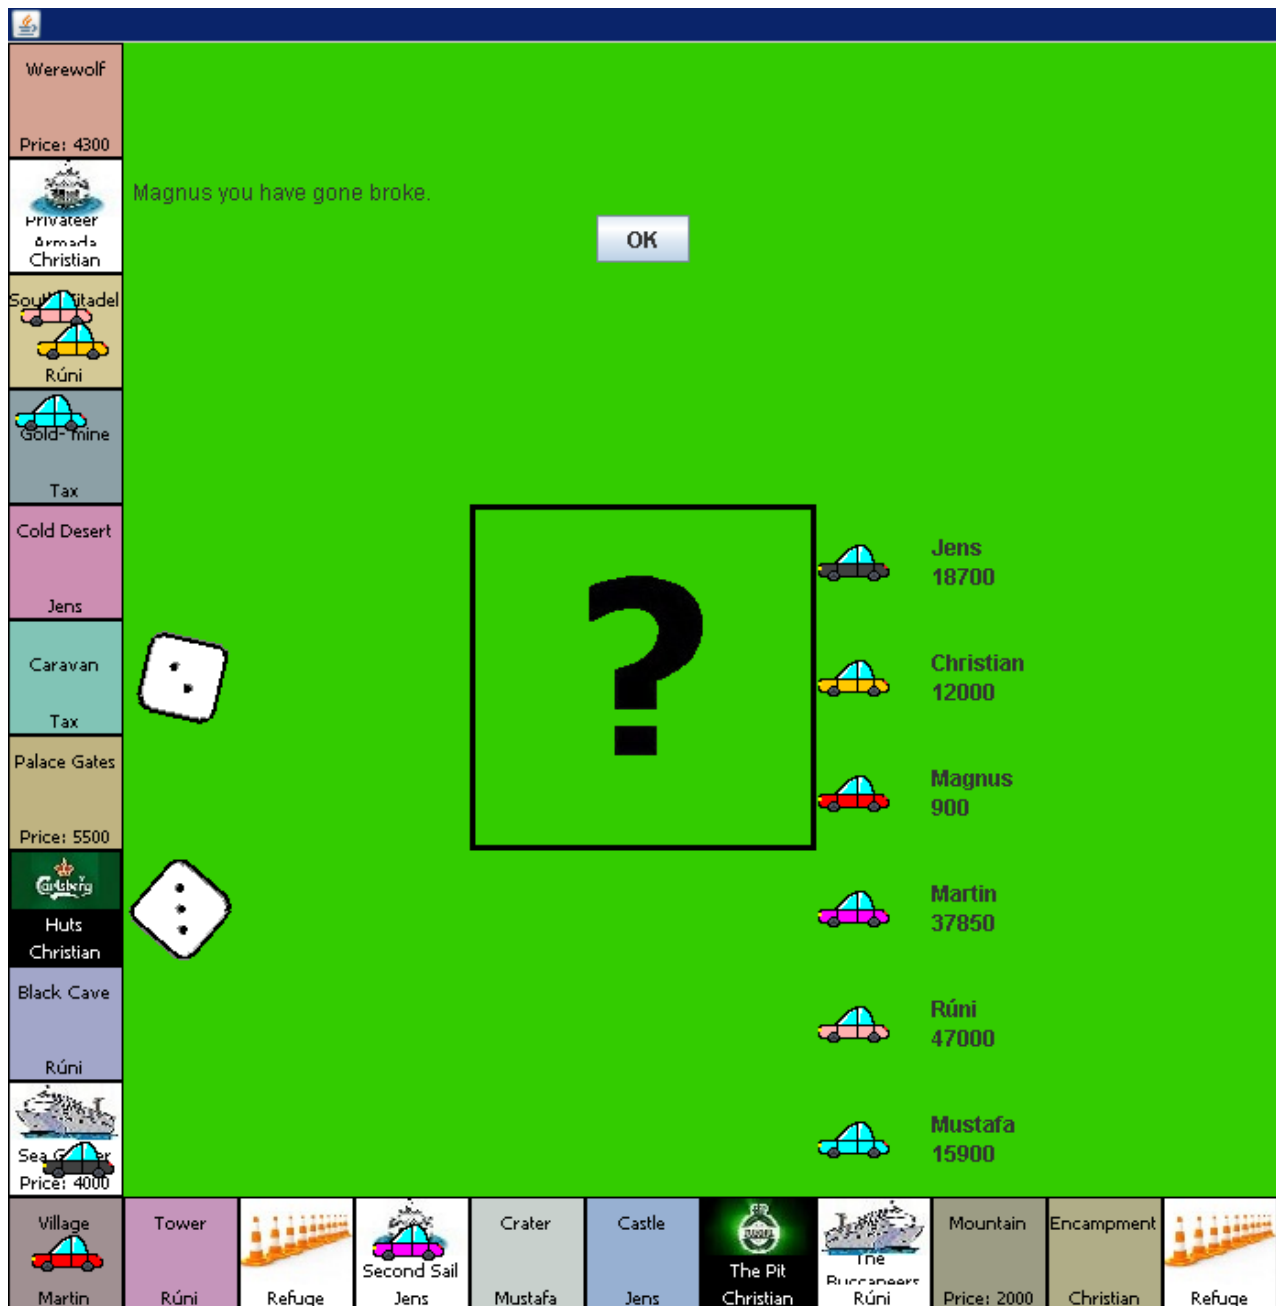 Werewolf
Price: 4300
Privateer
Armada
Christian
Magnus you have gone broke.
OK
Rúni
Gold- mine
Tax
Cold Desert
Jens
Caravan
Tax
Palace Gates
Price: 5500
Carlsberg
Huts
Christian
Black Cave
Rúni
Sea
Price: 4000
?
Jens
18700
Christian
12000
Magnus
900
Martin
37850
Rúni
47000
Mustafa
15900
Village
Martin
Tower
Rúni
Refuge
Second Sail
Jens
Crater
Mustafa
Castle
Jens
The Pit
Christian
The
Buccaneers
Rúni
Mountain
Price: 2000
Encampment
Christian
Refuge